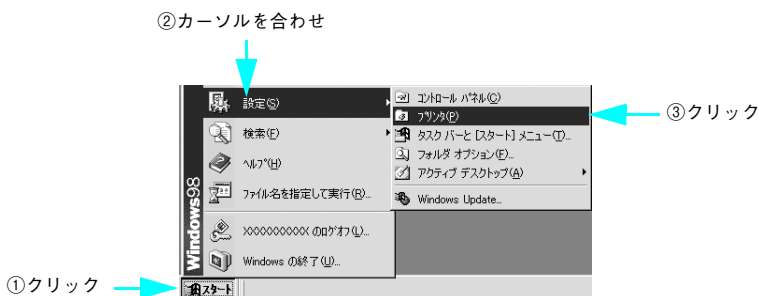 ②カーソルを合わせ
設定(S)
検索(F)
ヘルプ(H)
ファイル名を指定して実行(R)...
XXXXXXXXXX のログオフ(L)...
Windows の終了(U)...
Windows98
コントロール パネル(C)
プリンタ(P)
タスク バーと [スタート] メニュー(T)...
フォルダ オプション(F)...
アクティブ デスクトップ(A)
Windows Update...
③クリック
①クリック
スタート